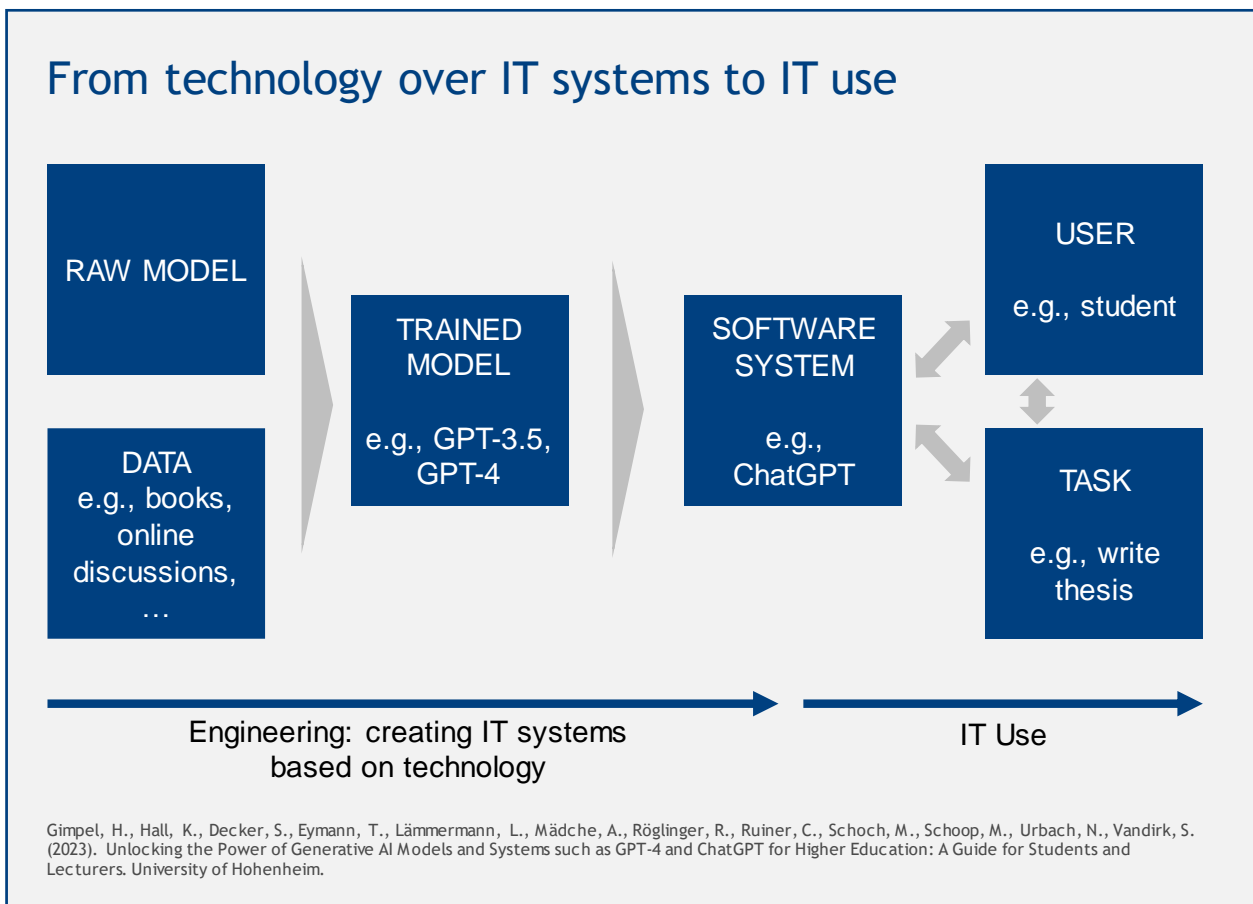 From technology over IT systems to IT use
RAW MODEL
DATA
e.g., books,
online
discussions,
…
TRAINED
MODEL
e.g., GPT-3.5,
GPT-4
SOFTWARE
SYSTEM
e.g.,
ChatGPT
USER
e.g., student
TASK
e.g., write
thesis
Engineering: creating IT systems
based on technology
IT Use
Gimpel, H., Hall, K., Decker, S., Eymann, T., Lämmermann, L., Mädche, A., Röglinger, R., Ruiner, C., Schoch, M., Schoop, M., Urbach, N., Vandirk, S.
(2023). Unlocking the Power of Generative AI Models and Systems such as GPT-4 and ChatGPT for Higher Education: A Guide for Students and
Lecturers. University of Hohenheim.